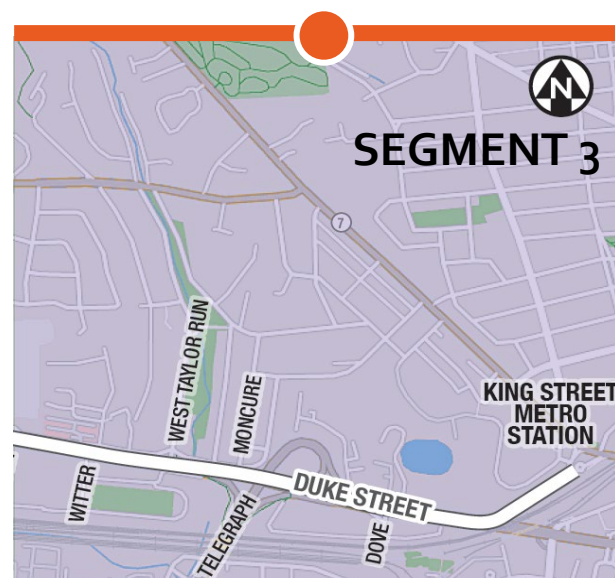 N
SEGMENT 3
7
WEST TAYLOR RUN
MONCURE
KING STREET
METRO
STATION
WITTER
TELEGRAPH
DUKE STREET
DOVE